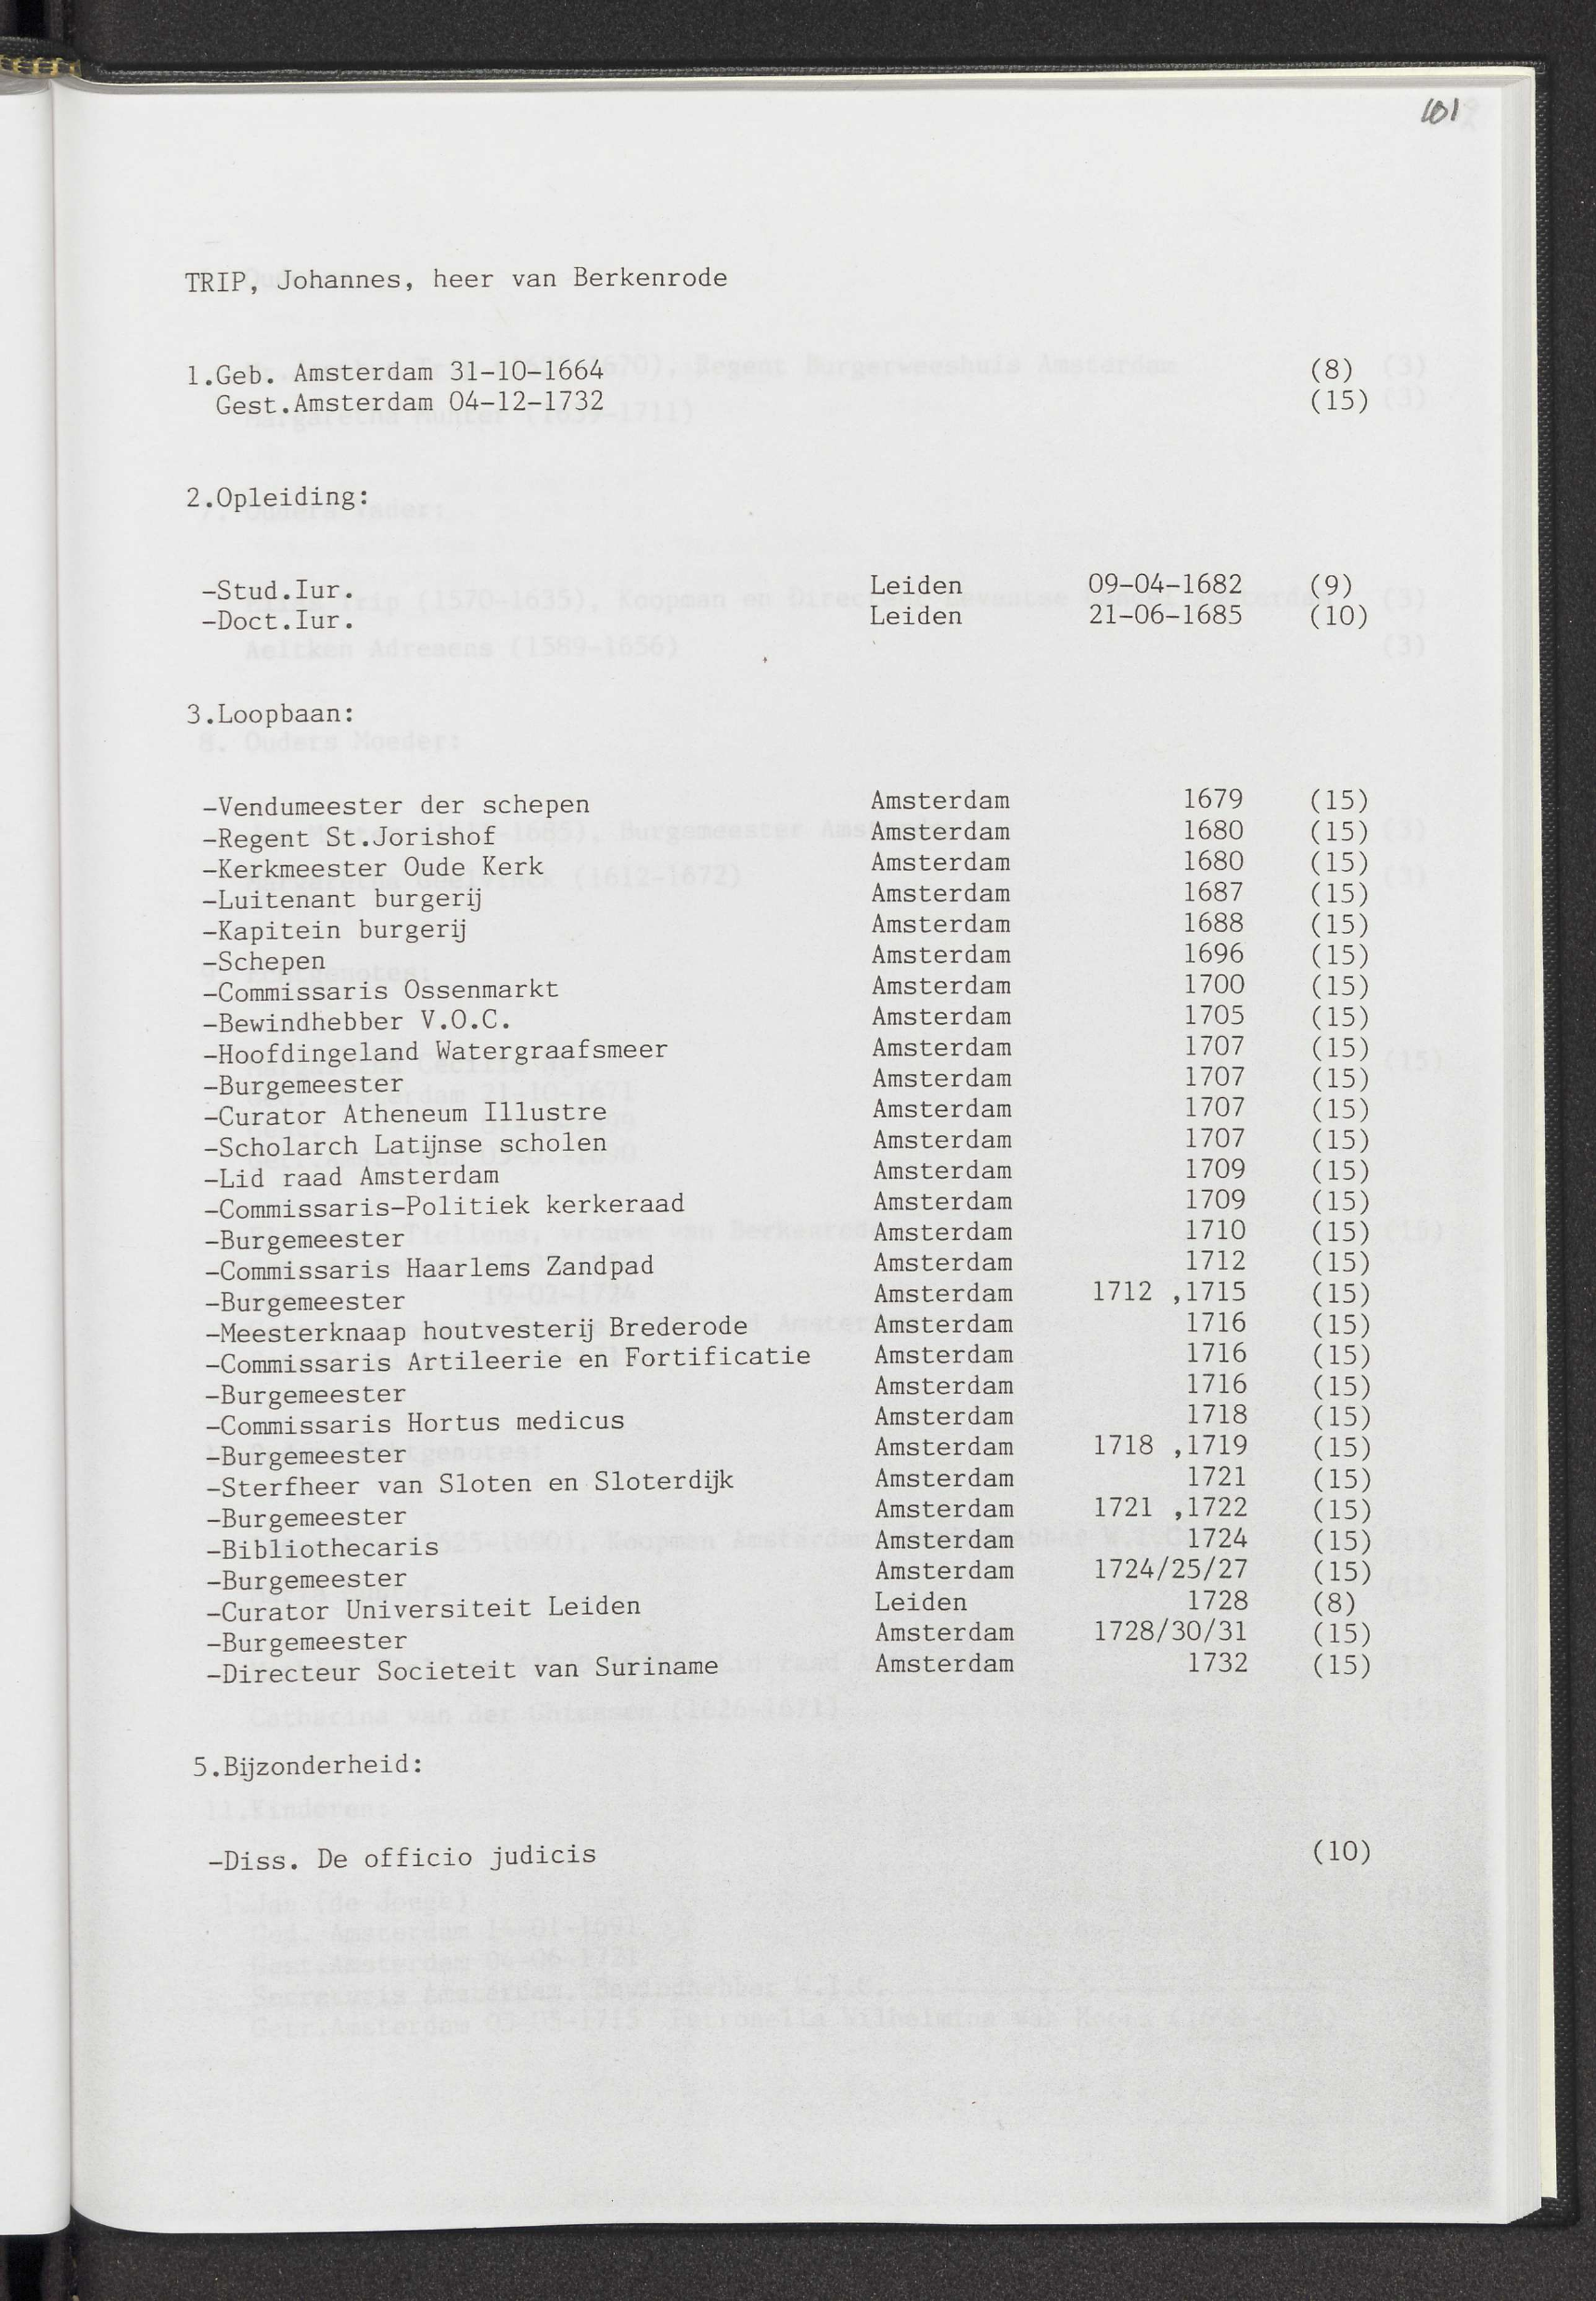 101
TRIP, Johannes, heer van Berkenrode
1.Geb. Amsterdam 31-10-1664 (8)
Gest.Amsterdam 04-12-1732 (15)
2.Opleiding:
-Stud.Iur. Leiden 09-04-1682 (9)
-Doct.Iur. Leiden 21-06-1685 (10)
3.Loopbaan:
-Vendumeester der schepen Amsterdam 1679 (15)
-Regent St.Jorishof Amsterdam 1680 (15)
-Kerkmeester Oude Kerk Amsterdam 1680 (15)
-Luitenant burgerij Amsterdam 1687 (15)
-Kapitein burgerij Amsterdam 1688 (15)
-Schepen Amsterdam 1696 (15)
-Commissaris Ossenmarkt Amsterdam 1700 (15)
-Bewindhebber V.O.C. Amsterdam 1705 (15)
-Hoofdingeland Watergraafsmeer Amsterdam 1707 (15)
-Burgemeester Amsterdam 1707 (15)
-Curator Atheneum Illustre Amsterdam 1707 (15)
-Scholarch Latijnse scholen Amsterdam 1707 (15)
-Lid raad Amsterdam Amsterdam 1709 (15)
-Commissaris-Politiek kerkeraad Amsterdam 1709 (15)
-Burgemeester Amsterdam 1710 (15)
-Commissaris Haarlems Zandpad Amsterdam 1712 (15)
-Burgemeester Amsterdam 1712 ,1715 (15)
-Meesterknaap houtvesterij Brederode Amsterdam 1716 (15)
-Commissaris Artileerie en Fortificatie Amsterdam 1716 (15)
-Burgemeester Amsterdam 1716 (15)
-Commissaris Hortus medicus Amsterdam 1718 (15)
-Burgemeester Amsterdam 1718 ,1719 (15)
-Sterfheer van Sloten en Sloterdijk Amsterdam 1721 (15)
-Burgemeester Amsterdam 1721 ,1722 (15)
-Bibliothecaris Amsterdam 1724 (15)
-Burgemeester Amsterdam 1724/25/27 (15)
-Curator Universiteit Leiden Leiden 1728 (8)
-Burgemeester Amsterdam 1728/30/31 (15)
-Directeur Societeit van Suriname Amsterdam 1732 (15)
5.Bijzonderheid:
-Diss. De officio judicis (10)